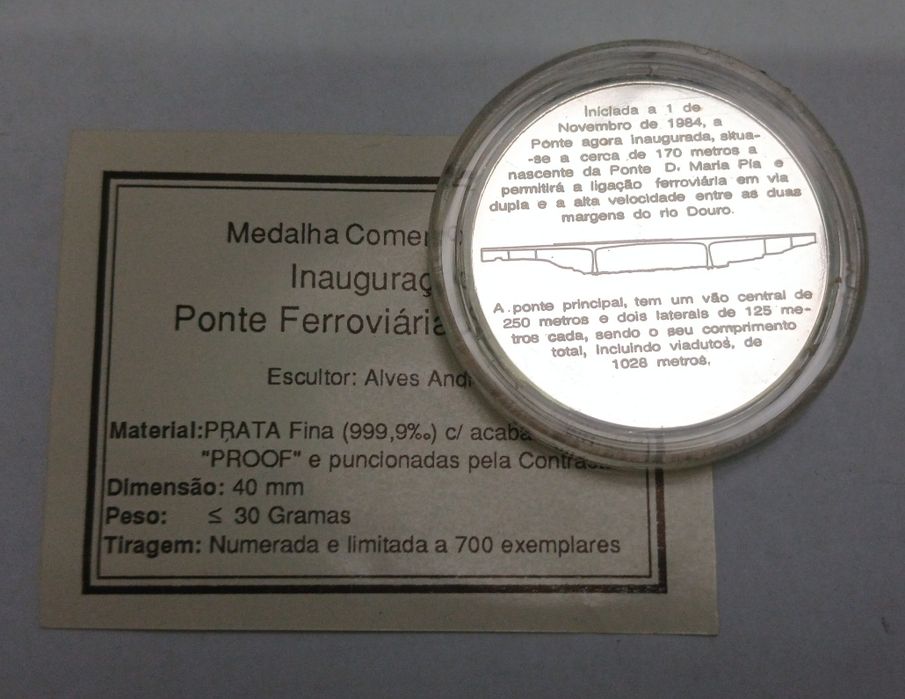 Medalha Come
Inauguraç
Ponte Ferroviária
Escultor: Alves And
Material:PRATA Fina (999,9‰) c/ acaba
"PROOF" e puncionadas pela Contrast
Dimensão: 40 mm
Peso: ≤ 30 Gramas
Tiragem: Numerada e limitada a 700 exemplares
Iniciada a 1 de
Novembro de 1984, a
Ponte agora inaugurada, situa-
-se a cerca de 170 metros a
nascente da Ponte D. Maria Pia e
permitirá a ligação ferroviária em via
dupla e a alta velocidade entre as duas
margens do rio Douro.
A ponte principal, tem um vão central de
250 metros e dois laterais de 125 me-
tros cada, sendo o seu comprimento
total, incluindo viadutos, de
1028 metros.